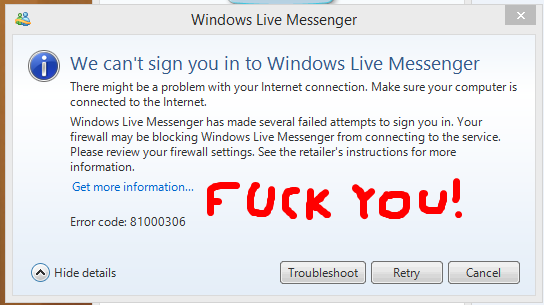 Windows Live Messenger
We can't sign you in to Windows Live Messenger
There might be a problem with your Internet connection. Make sure your computer is
connected to the Internet.
Windows Live Messenger has made several failed attempts to sign you in. Your
firewall may be blocking Windows Live Messenger from connecting to the service.
Please review your firewall settings. See the retailer's instructions for more
information.
Get more information...
FUCK YOU!
Error code: 81000306
Hide details
Troubleshoot
Retry
Cancel